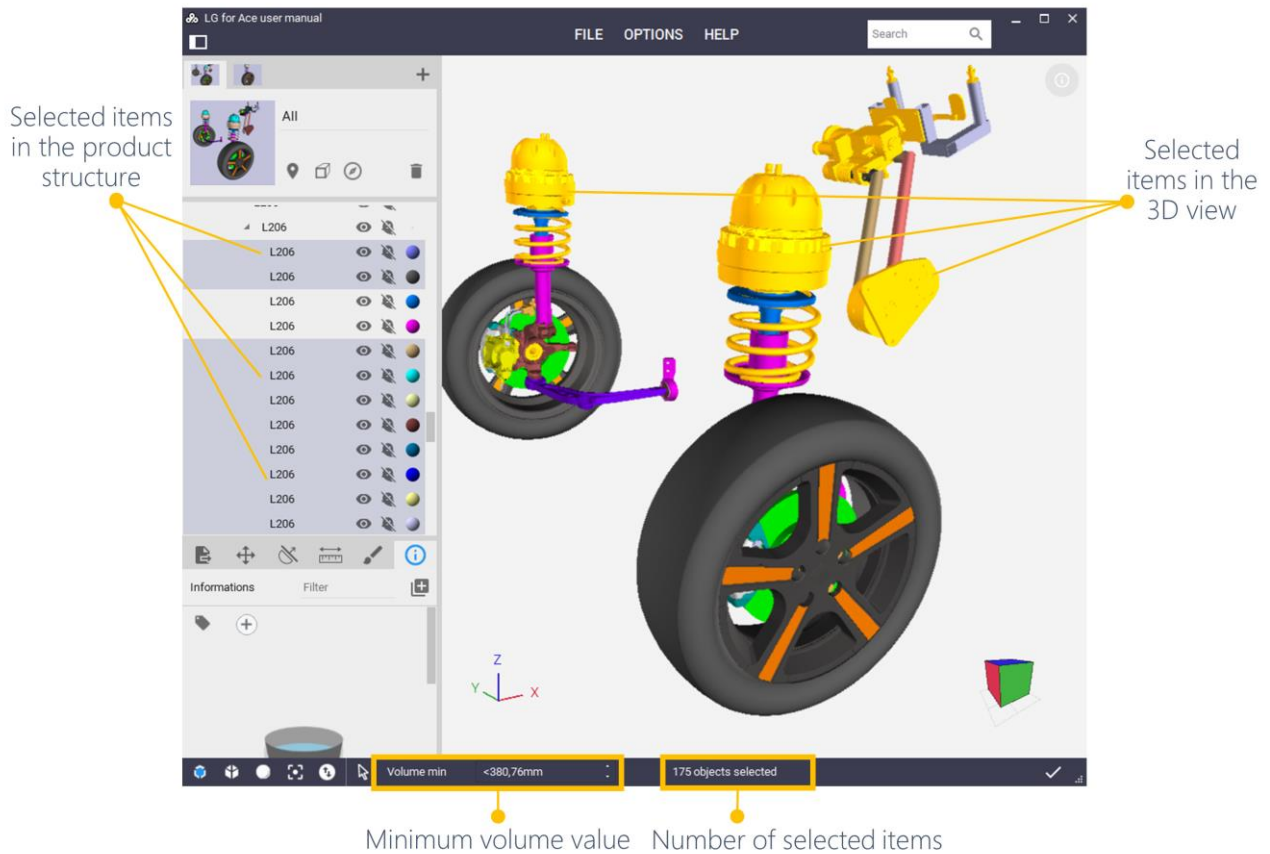 LG for Ace user manual
FILE OPTIONS HELP
Search
All
Selected items
in the product
structure
Selected
items in the
3D view
L206
L206
L206
L206
L206
L206
L206
L206
L206
L206
L206
L206
L206
Informations
Filter
Z
Y
X
Volume min
<380,76mm
175 objects selected
Minimum volume value
Number of selected items